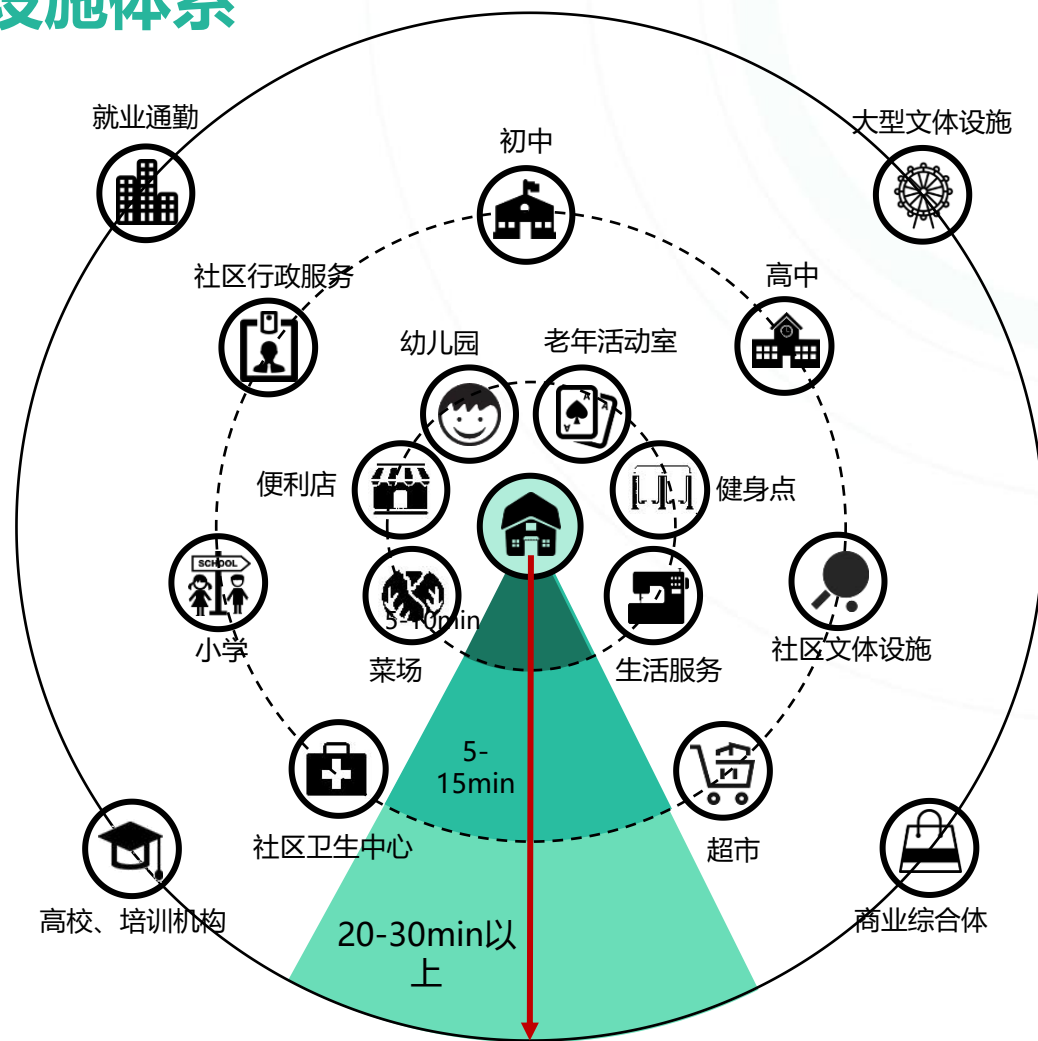 设施体系
就业通勤
大型文体设施
初中
社区行政服务
高中
幼儿园
老年活动室
便利店
健身点
SCHOOL
5-10min
小学
菜场
生活服务
社区文体设施
5-
15min
社区卫生中心
超市
高校、培训机构
20-30min以
上
商业综合体